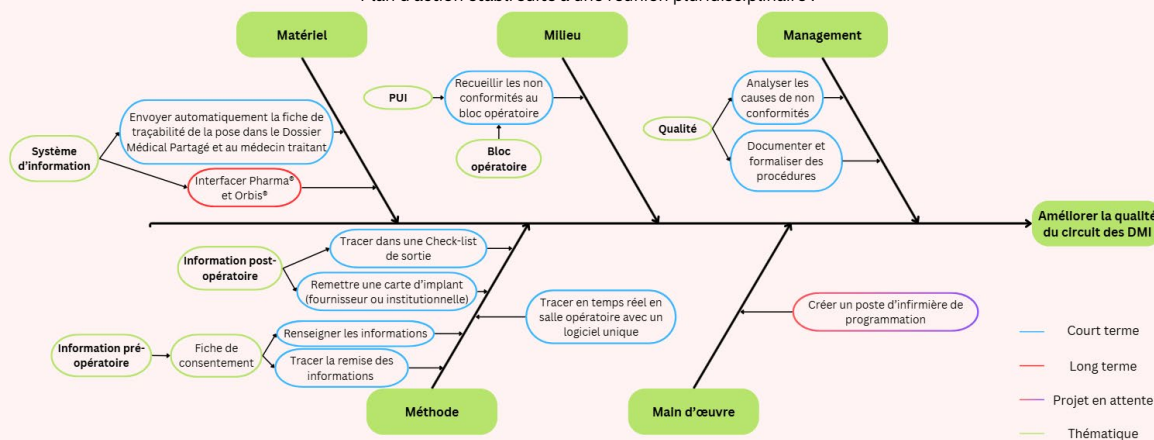 Plan d'action établi suite à une réunion pluridisciplinaire :
Matériel
Milieu
Management
Envoyer automatiquement la fiche de
traçabilité de la pose dans le Dossier
Médical Partagé et au médecin traitant
Système
d'information
Interfacer Pharma®
et Orbis®
PUI
Recueillir les non
conformités au
bloc opératoire
Bloc
opératoire
Analyser les
causes de non
conformités
Qualité
Documenter et
formaliser des
procédures
Améliorer la qualité
du circuit des DMI
Information post-
opératoire
Tracer dans une Check-list
de sortie
Remettre une carte d'implant
(fournisseur ou institutionnelle)
Information pré-
opératoire
Fiche de
consentement
Renseigner les informations
Tracer la remise des
informations
Tracer en temps réel en
salle opératoire avec un
logiciel unique
Créer un poste d'infirmière de
programmation
Méthode
Main d'œuvre
Court terme
Long terme
Projet en attente
Thématique